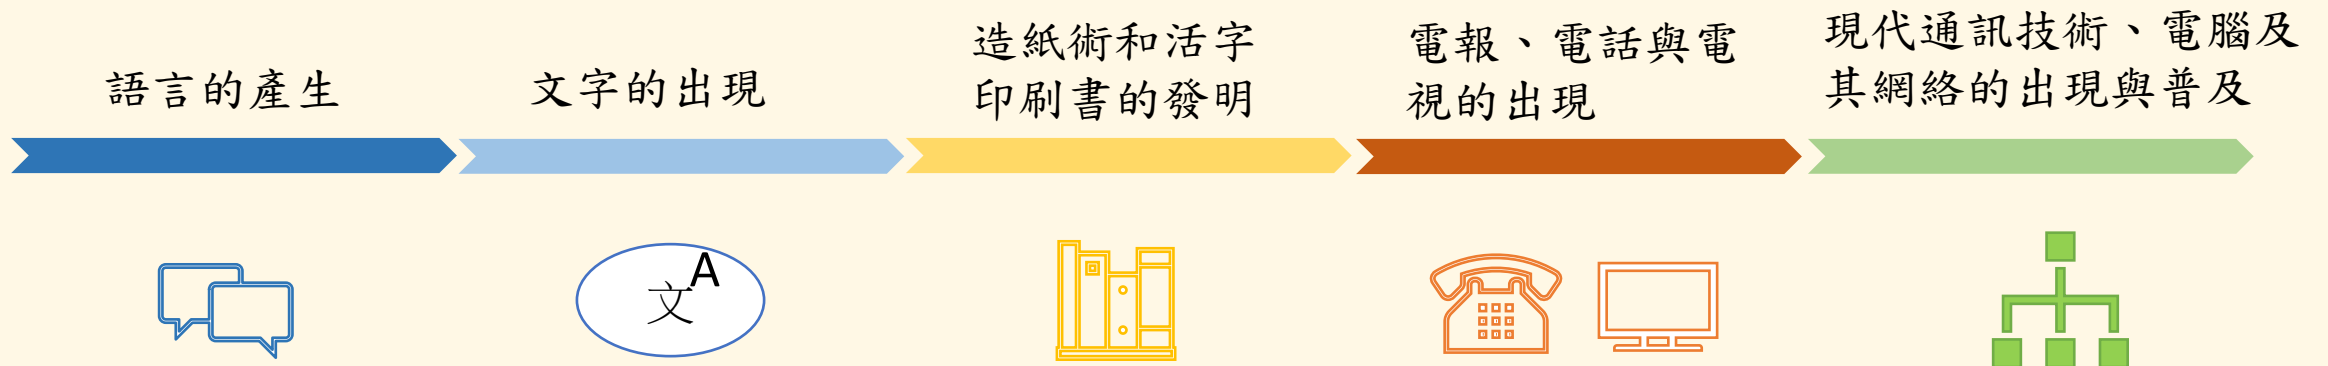 語言的產生
文字的出現
造紙術和活字
印刷書的發明
電報、電話與電
視的出現
現代通訊技術、電腦及
其網絡的出現與普及
文A